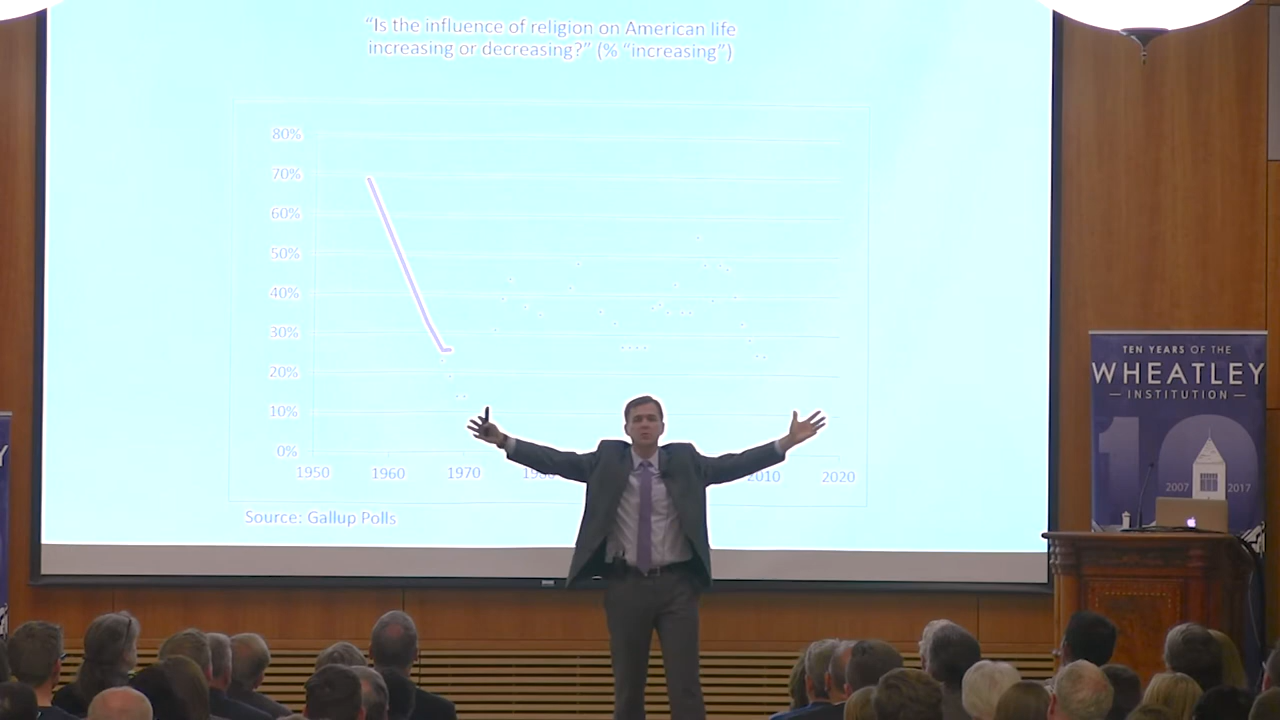 “Is the influence of religion on American life
increasing or decreasing?” (% “increasing”)
80%
70%
60%
50%
40%
30%
20%
10%
0%
1950 1960 1970 2010 2020
Source: Gallup Polls
TEN YEARS OF THE
WHEATLEY
— INSTITUTION —
10
2007 2017
Y